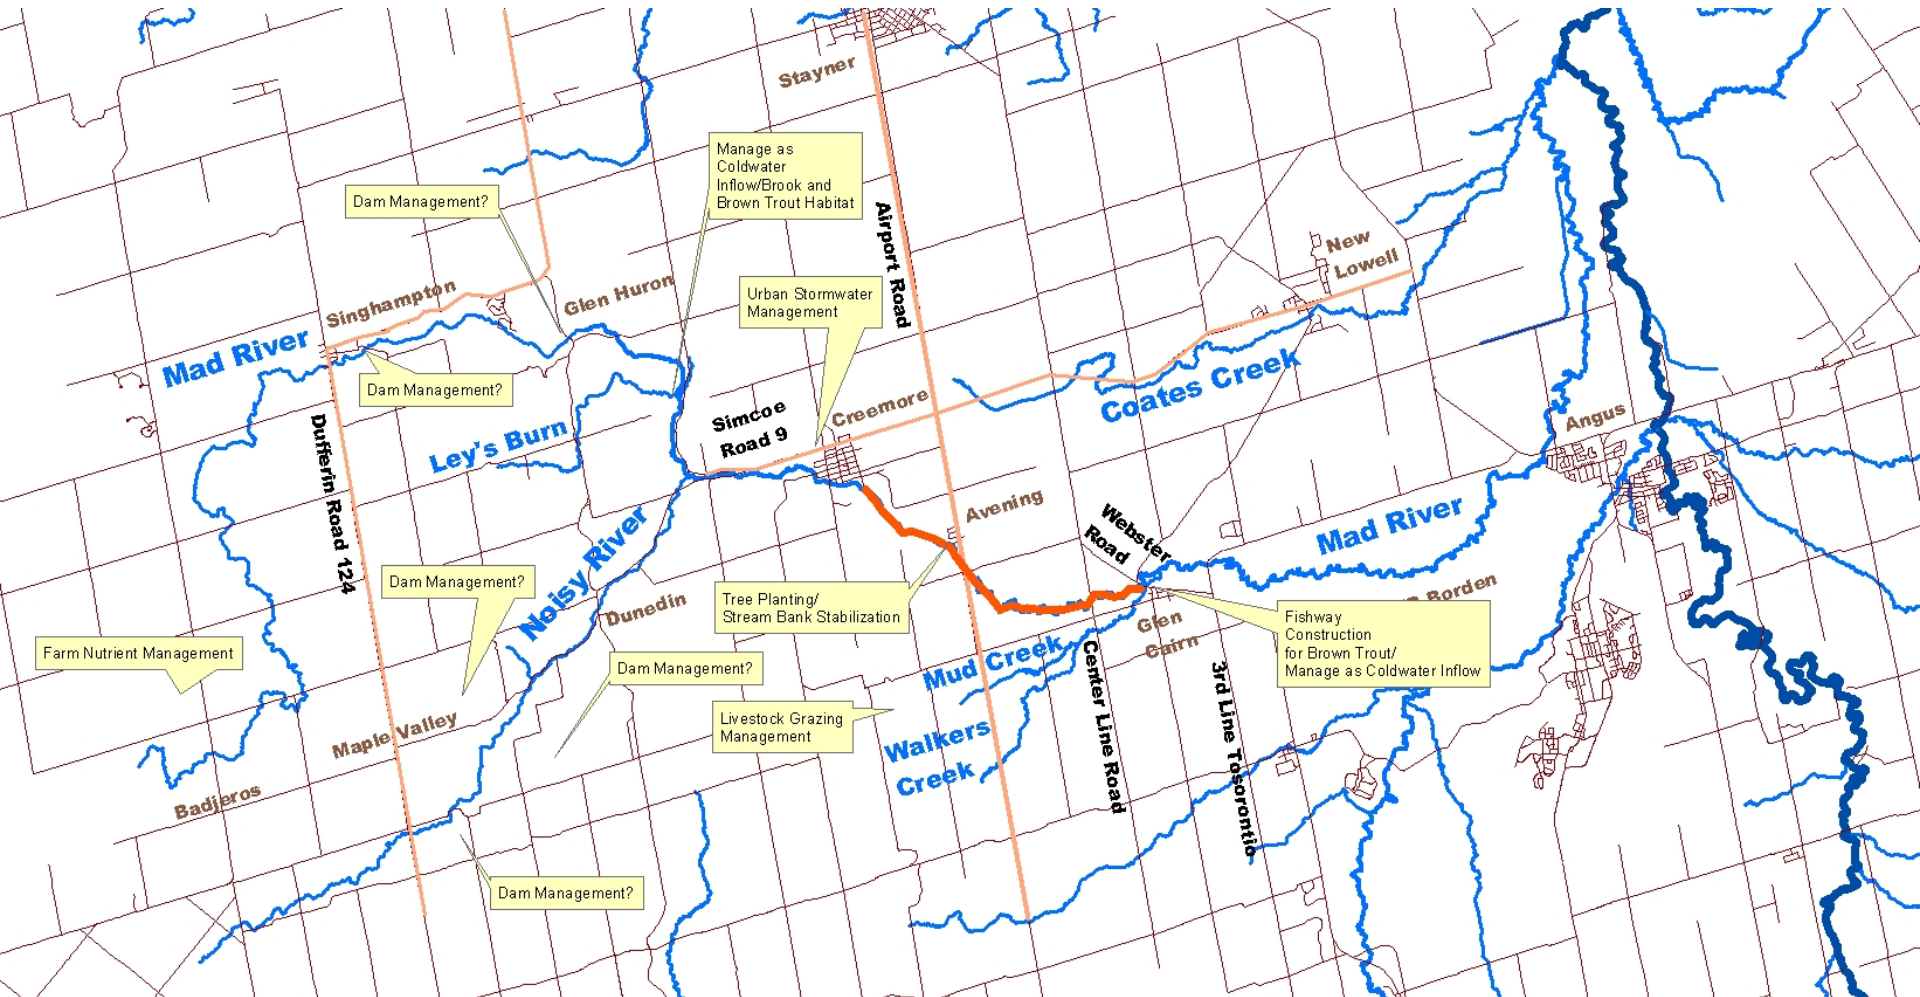 Stayner
Manage as
Coldwater
Inflow/Brook and
Brown Trout Habitat
Dam Management?
Airport Road
New
Lowell
Singhampton
Glen Huron
Urban Stormwater
Management
Mad River
Dam Management?
Coates Creek
Simcoe
Road 9
Creemore
Angus
Ley's Burn
Dufferin Road 124
Avening
Webster
Road
Mad River
Noisy River
Dam Management?
Dunedin
Tree Planting/
Stream Bank Stabilization
Borden
Glen
Cairn
Fishway
Construction
for Brown Trout/
Manage as Coldwater Inflow
Farm Nutrient Management
Dam Management?
Mud Creek
Center Line Road
3rd Line Tosorontio
Livestock Grazing
Management
Maple Valley
Walkers
Creek
Badjeros
Dam Management?